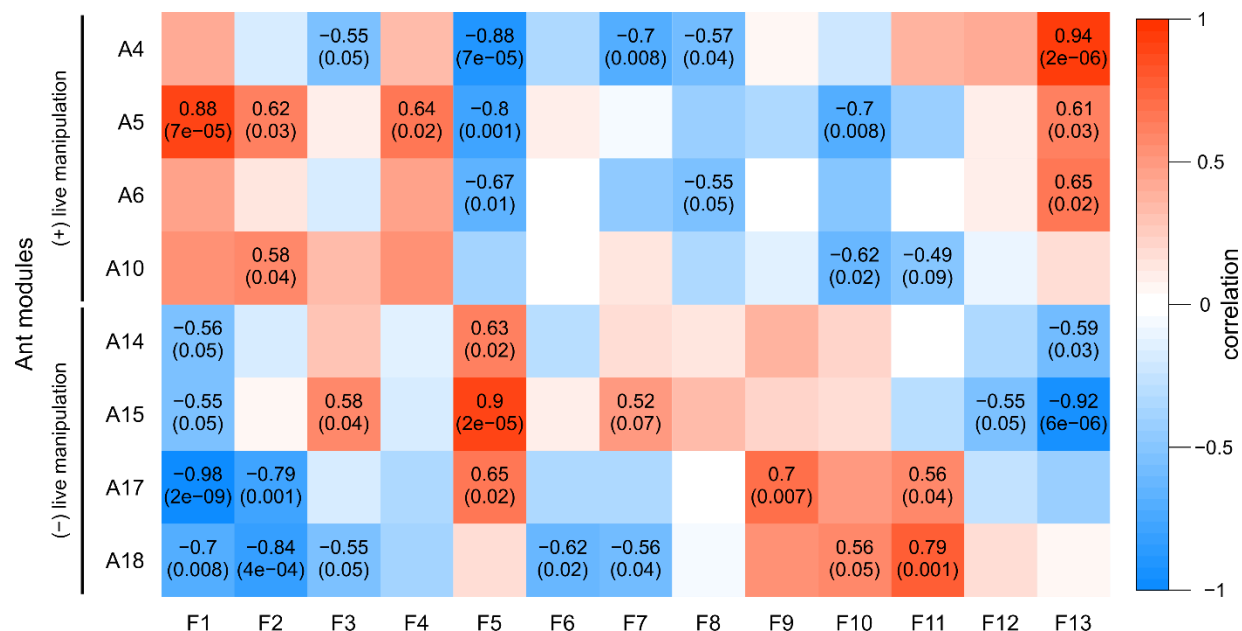 Ant modules
(+) live manipulation
(−) live manipulation
A4
−0.55 −0.88 −0.7 −0.57 0.94
(0.05) (7e−05) (0.008) (0.04) (2e−06)
A5
0.88 0.62 0.64 −0.8 −0.7 0.61
(7e−05) (0.03) (0.02) (0.001) (0.008) (0.03)
A6
−0.67 −0.55 0.65
(0.01) (0.05) (0.02)
A10
0.58 −0.62 −0.49
(0.04) (0.02) (0.09)
A14
−0.56 0.63 −0.59
(0.05) (0.02) (0.03)
A15
−0.55 0.58 0.9 0.52 −0.55 −0.92
(0.05) (0.04) (2e−05) (0.07) (0.05) (6e−06)
A17
−0.98 −0.79 0.65 0.7 0.56
(2e−09) (0.001) (0.02) (0.007) (0.04)
A18
−0.7 −0.84 −0.55 −0.62 −0.56 0.56 0.79
(0.008) (4e−04) (0.05) (0.02) (0.04) (0.05) (0.001)
F1 F2 F3 F4 F5 F6 F7 F8 F9 F10 F11 F12 F13
1
0.5
0
−0.5
−1
correlation